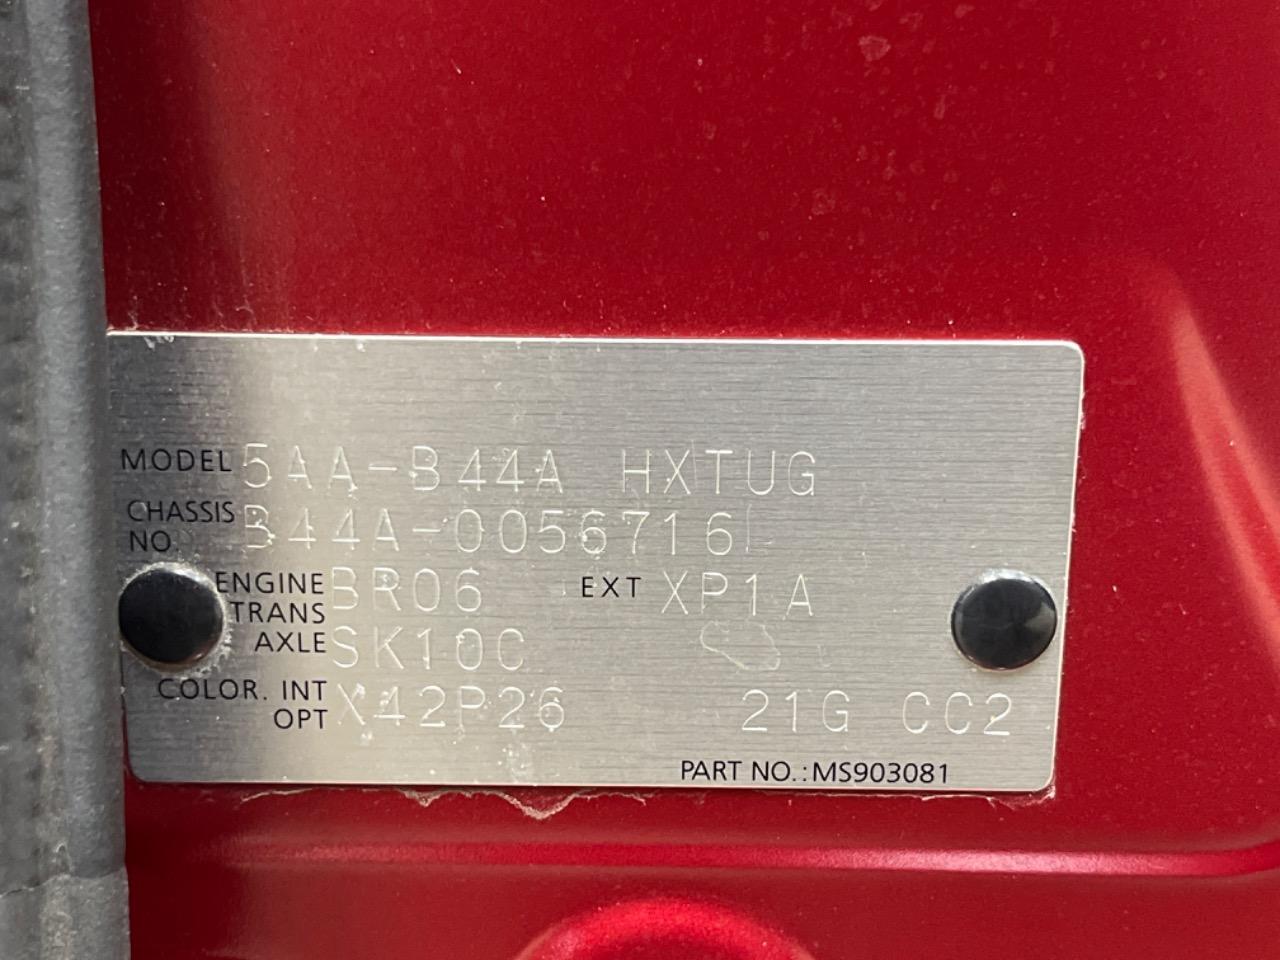 MODEL 5AA-B44A HXTUG
CHASSIS NO. B44A-0056716
ENGINE BR06 EXT XP1A
TRANS
AXLE SK10C
COLOR. INT
OPT X42P26 21G CC2
PART NO.:MS903081